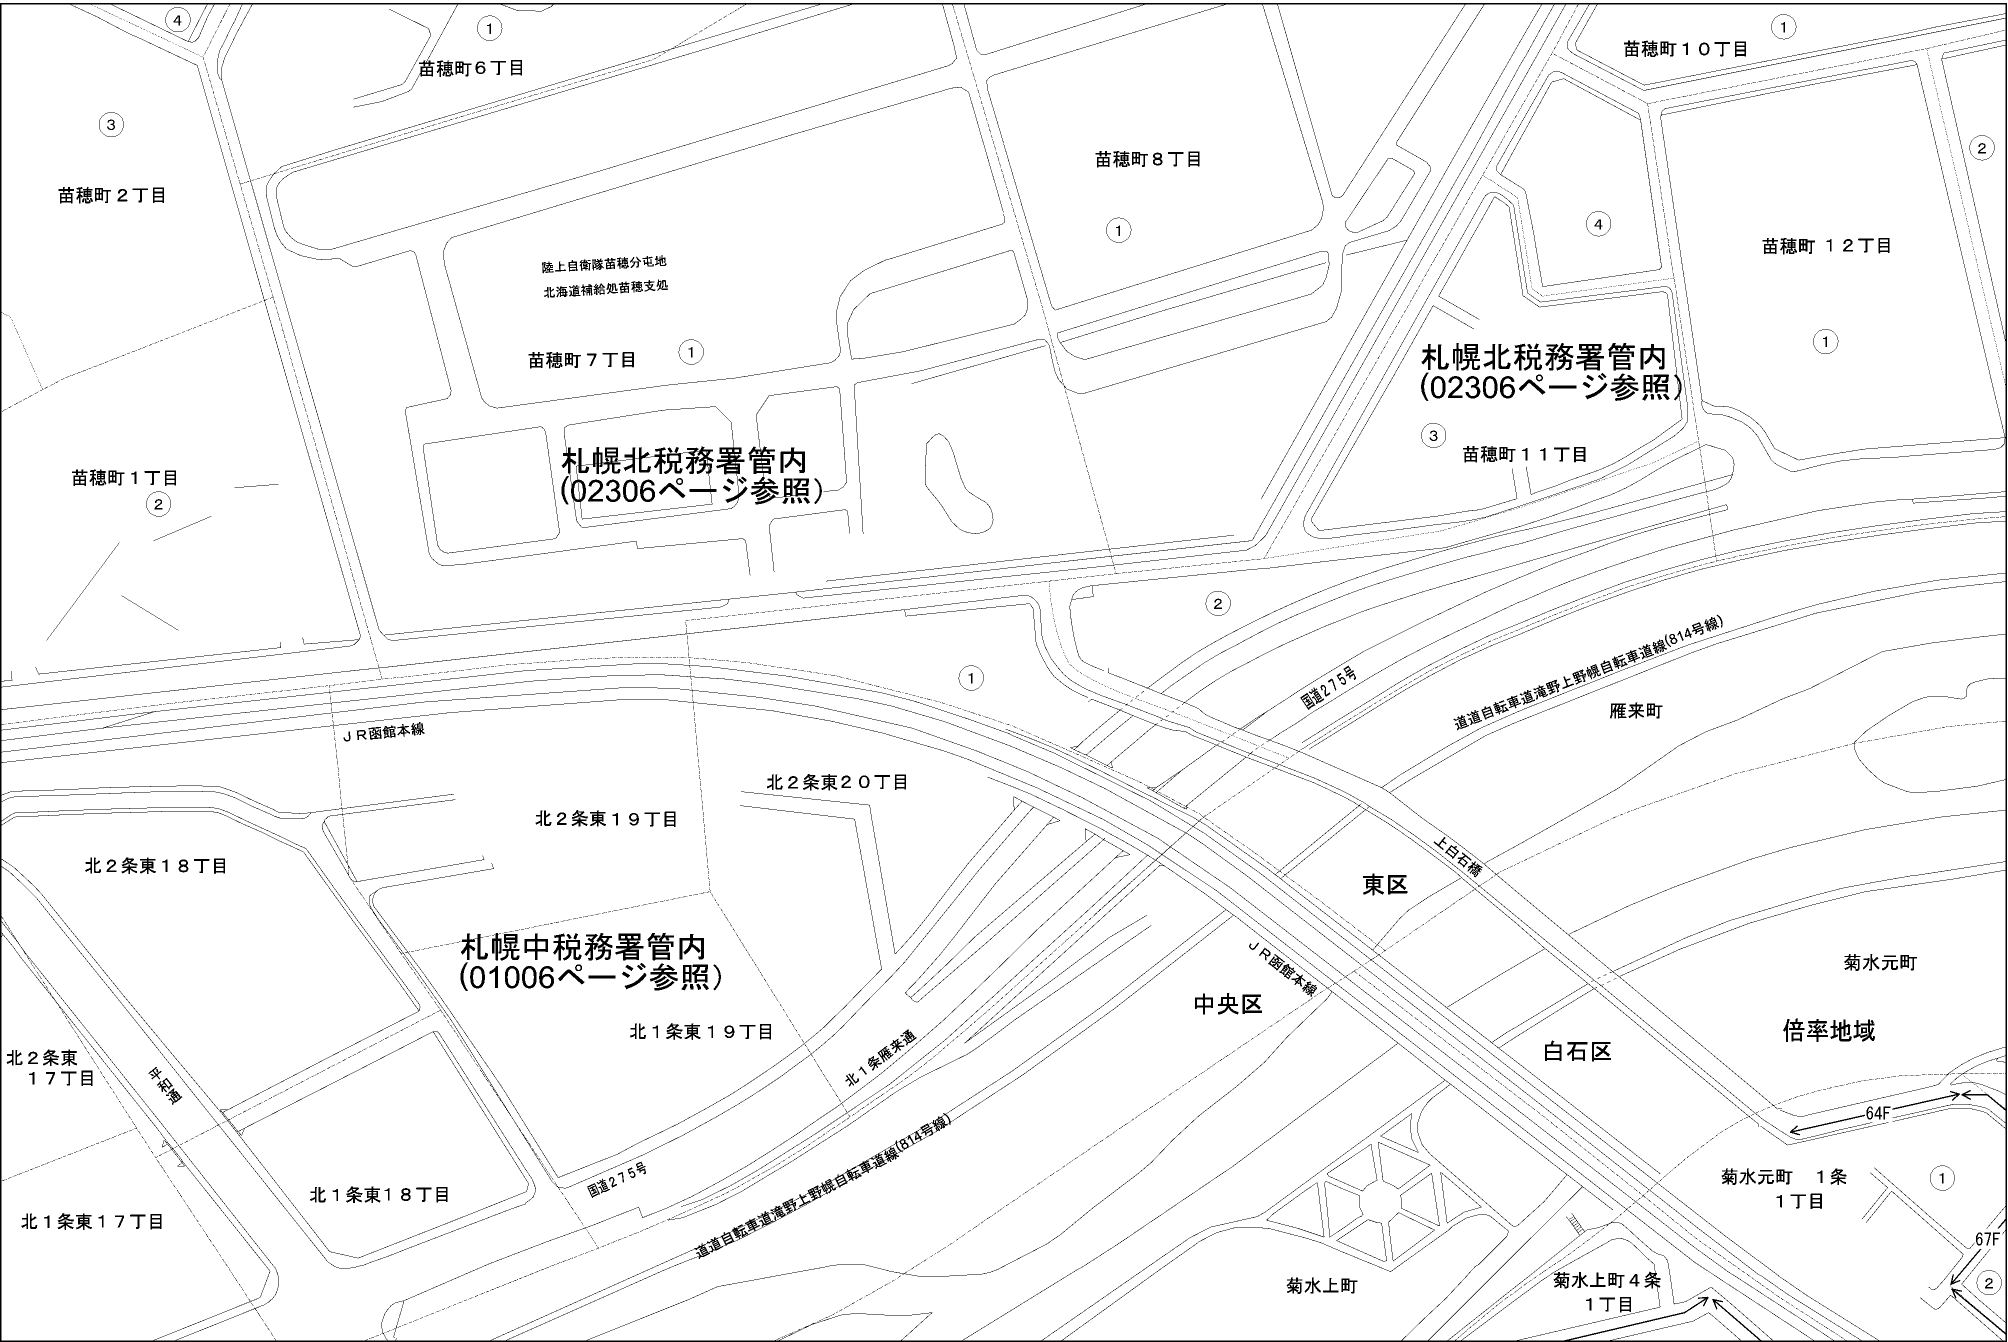 ④
①
苗穂町６丁目
①
苗穂町１０丁目
③
苗穂町２丁目
苗穂町８丁目
①
②
④
苗穂町 １２丁目
①
陸上自衛隊苗穂分屯地
北海道補給処苗穂支処
苗穂町７丁目
①
札幌北税務署管内
(02306ページ参照)
③
苗穂町１１丁目
札幌北税務署管内
(02306ページ参照)
苗穂町１丁目
②
②
①
国道２７５号
道道自転車道滝野上野幌自転車道線(814号線)
雁来町
ＪＲ函館本線
北２条東２０丁目
北２条東１９丁目
北２条東１８丁目
上白石橋
東区
札幌中税務署管内
(01006ページ参照)
ＪＲ函館本線
菊水元町
中央区
北１条東１９丁目
倍率地域
白石区
北１条雁来通
北２条東
１７丁目
平和通
64F
国道２７５号
道道自転車道滝野上野幌自転車道線(814号線)
北１条東１８丁目
北１条東１７丁目
菊水元町　１条
１丁目
①
67F
菊水上町
菊水上町４条
１丁目
②